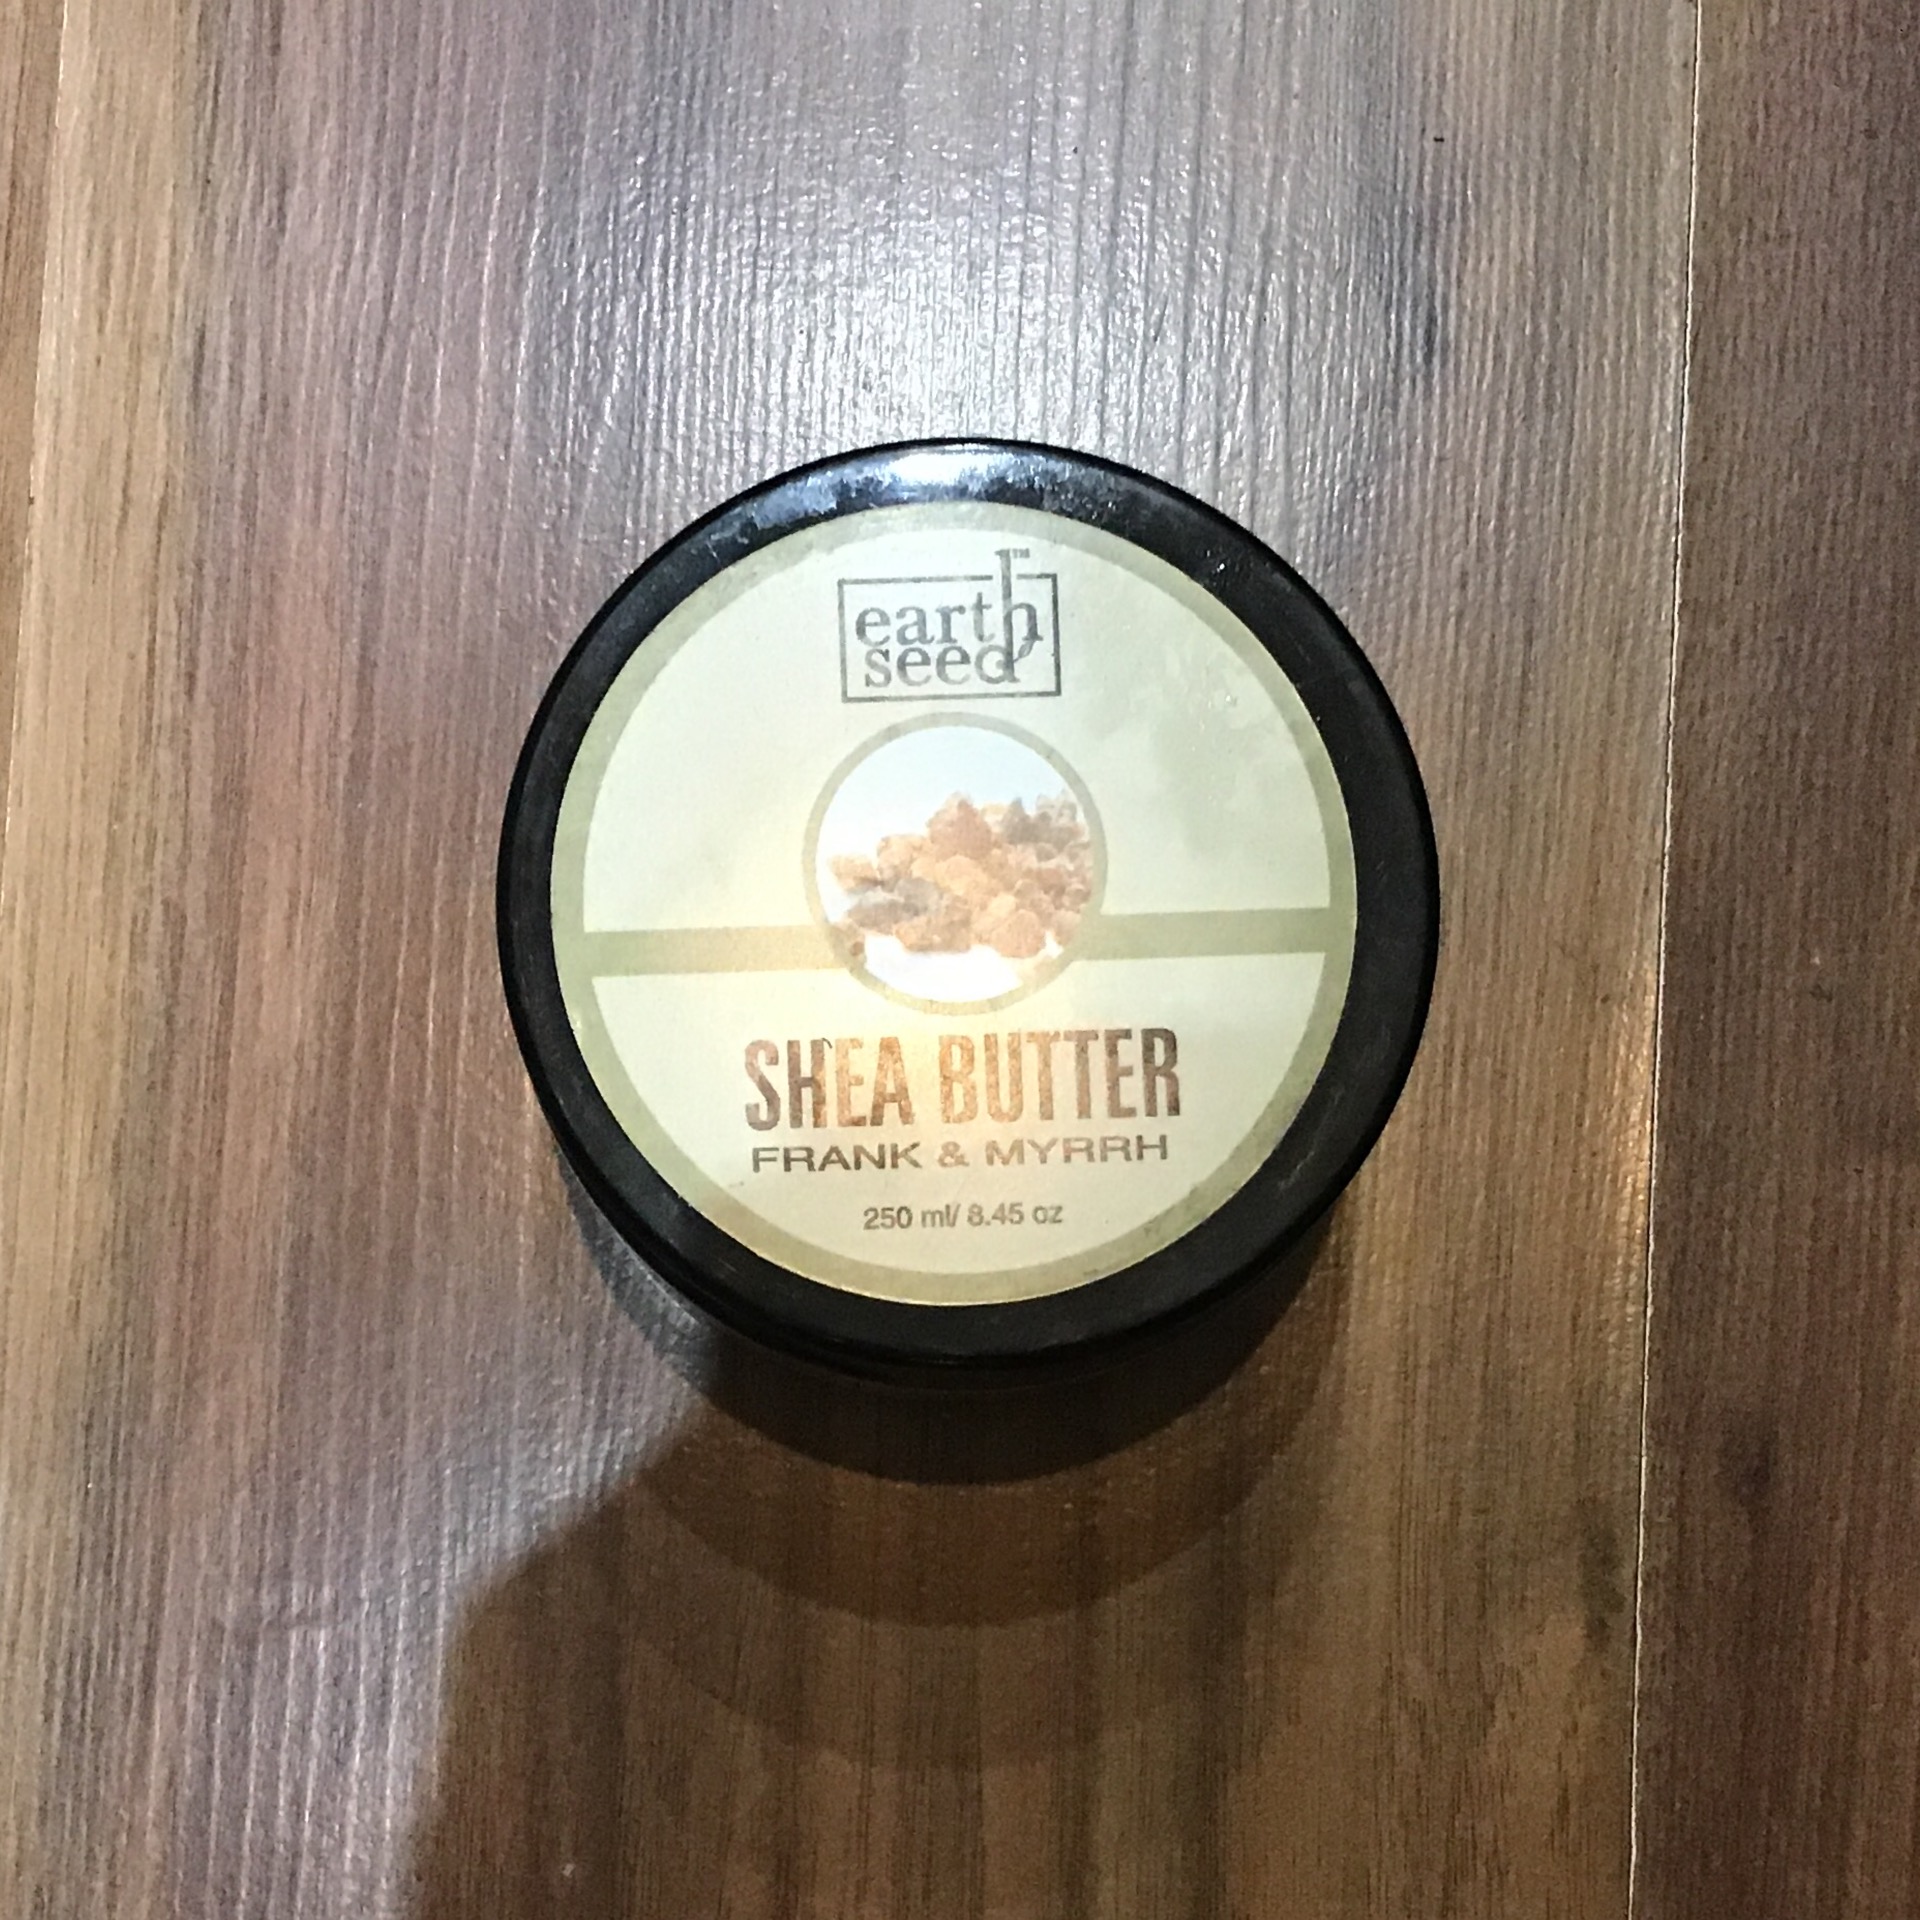 earth
seed
SHEA BUTTER
FRANK & MYRRH
250 ml/ 8.45 oz